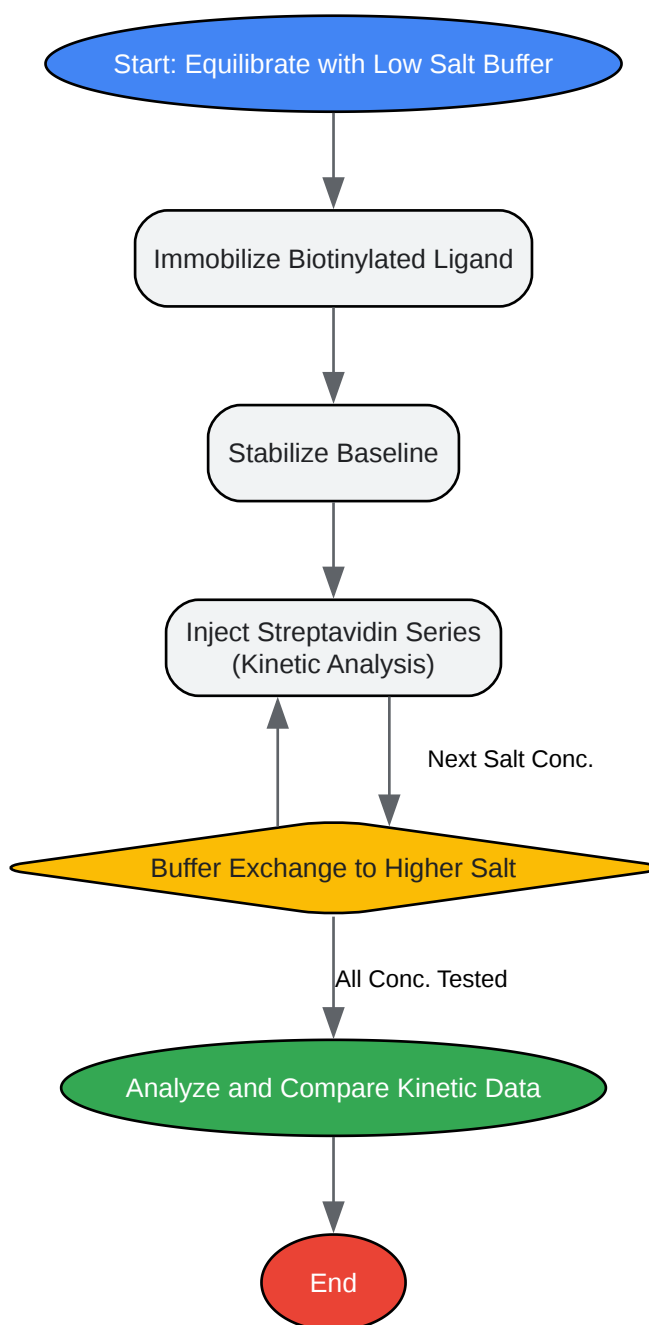 Start: Equilibrate with Low Salt Buffer
Immobilize Biotinylated Ligand
Stabilize Baseline
Inject Streptavidin Series
(Kinetic Analysis)
Next Salt Conc.
Buffer Exchange to Higher Salt
All Conc. Tested
Analyze and Compare Kinetic Data
End